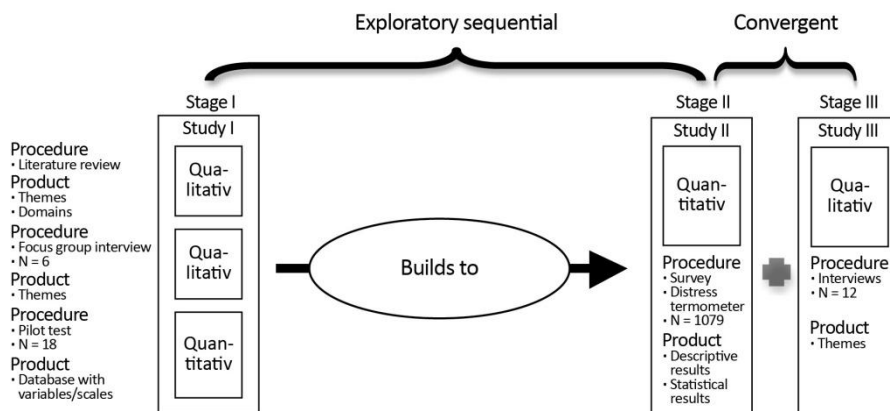 Exploratory sequential
Convergent
Stage I
Study I
Procedure
• Literature review
Product
• Themes
• Domains
Qua-
litativ
Procedure
• Focus group interview
• N = 6
Product
• Themes
Qua-
litativ
Procedure
• Pilot test
• N = 18
Product
• Database with
variables/scales
Quan-
titativ
Builds to
Stage II
Study II
Quan-
titativ
Procedure
• Survey
• Distress
termometer
• N = 1079
Product
• Descriptive
results
• Statistical
results
Stage III
Study III
Qua-
litativ
Procedure
• Interviews
• N = 12
Product
• Themes